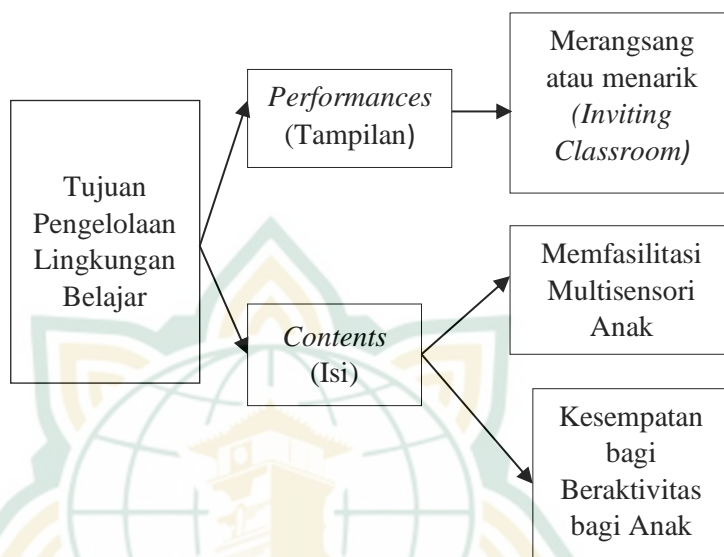 Tujuan
Pengelolaan
Lingkungan
Belajar
Performances
(Tampilan)
Merangsang
atau menarik
(Inviting
Classroom)
Contents
(Isi)
Memfasilitasi
Multisensori
Anak
Kesempatan
bagi
Beraktivitas
bagi Anak